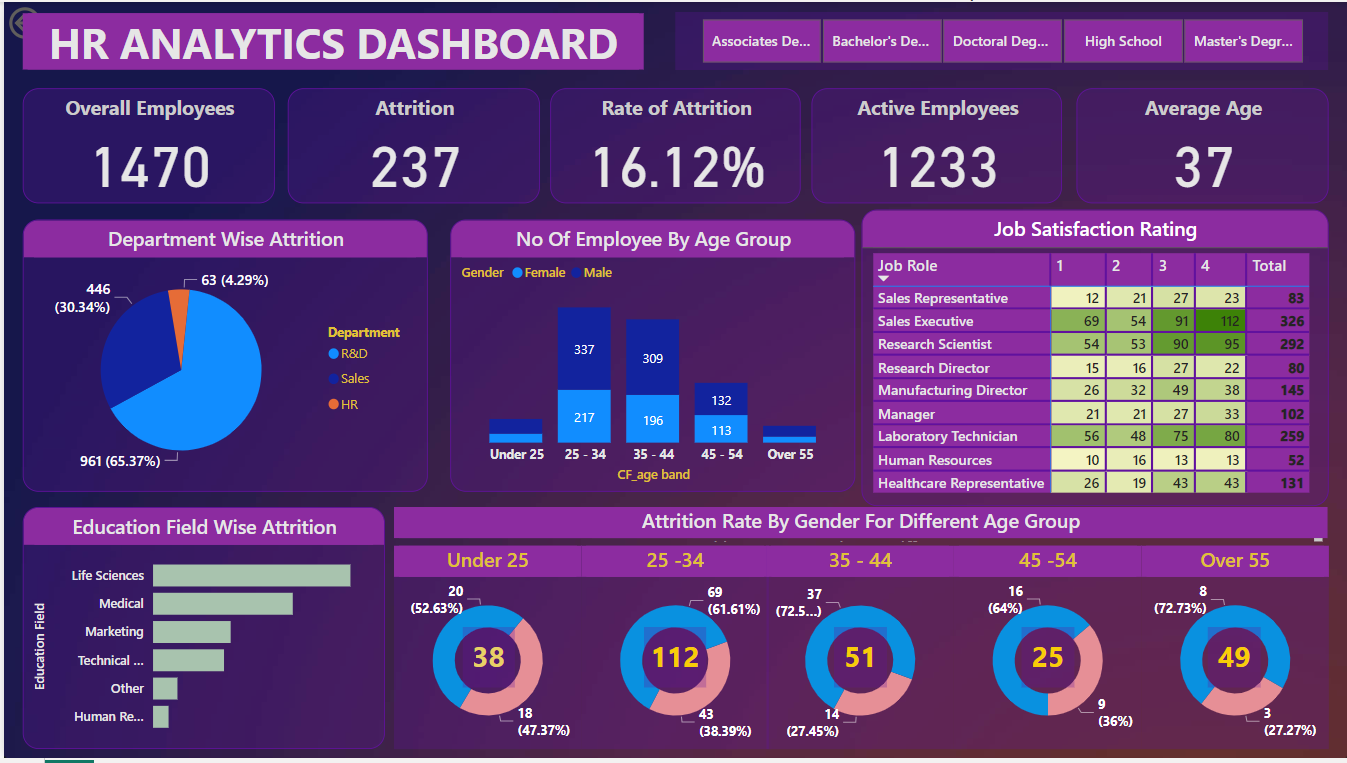 HR ANALYTICS DASHBOARD
Associates De...
Bachelor's De...
Doctoral Deg...
High School
Master's Degr...
Overall Employees
1470
Attrition
237
Rate of Attrition
16.12%
Active Employees
1233
Average Age
37
Department Wise Attrition
446
(30.34%)
63 (4.29%)
961 (65.37%)
Department
R&D
Sales
HR
No Of Employee By Age Group
Gender Female Male
337
309
132
217
196
113
Under 25 25 - 34 35 - 44 45 - 54 Over 55
CF_age band
Job Satisfaction Rating
Job Role 1 2 3 4 Total
Sales Representative 12 21 27 23 83
Sales Executive 69 54 91 112 326
Research Scientist 54 53 90 95 292
Research Director 15 16 27 22 80
Manufacturing Director 26 32 49 38 145
Manager 21 21 27 33 102
Laboratory Technician 56 48 75 80 259
Human Resources 10 16 13 13 52
Healthcare Representative 26 19 43 43 131
Education Field Wise Attrition
Education Field
Life Sciences
Medical
Marketing
Technical ...
Other
Human Re...
Attrition Rate By Gender For Different Age Group
Under 25
20
(52.63%)
38
18
(47.37%)
25 -34
69
(61.61%)
112
43
(38.39%)
35 - 44
37
(72.5...)
51
14
(27.45%)
45 -54
16
(64%)
25
9
(36%)
Over 55
8
(72.73%)
49
3
(27.27%)